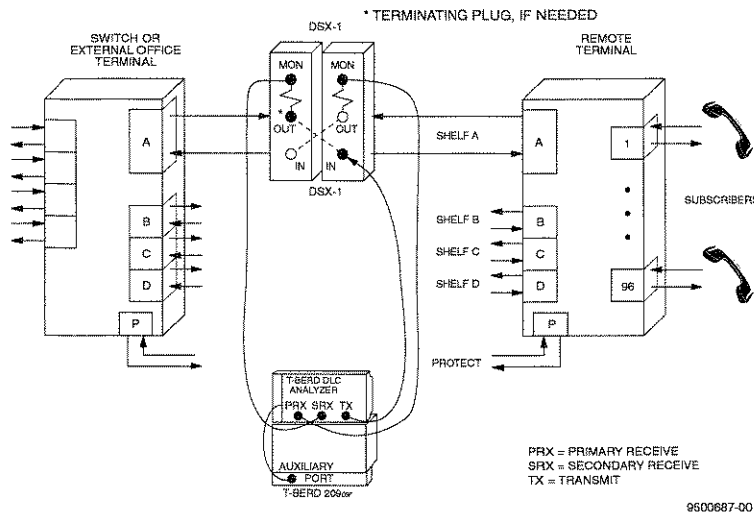 * TERMINATING PLUG, IF NEEDED
DSX-1
SWITCH OR
EXTERNAL OFFICE
TERMINAL
REMOTE
TERMINAL
MON
MON
A
*
OUT
OUT
SHELF A
A
1
IN
IN
DSX-1
SUBSCRIBERS
B
SHELF B
B
C
SHELF C
C
D
SHELF D
D
96
P
P
PROTECT
T-BERD DLC
ANALYZER
PRX SRX TX
AUXILIARY
PORT
T-BERD 209OSP
PRX = PRIMARY RECEIVE
SRX = SECONDARY RECEIVE
TX = TRANSMIT
9500687-00